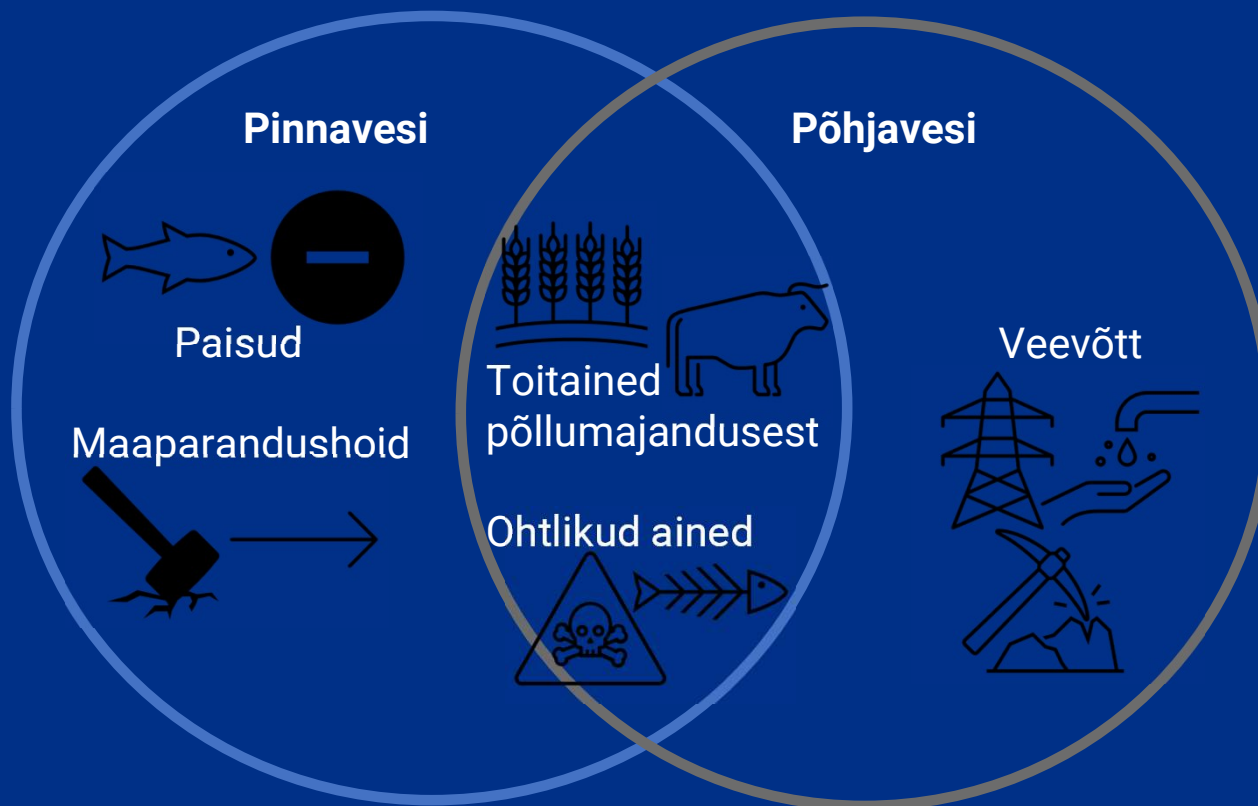 Pinnavesi
Põhjavesi
Paisud
Maaparandushoid
Toitained
põllumajandusest
Ohtlikud ained
Veevõtt